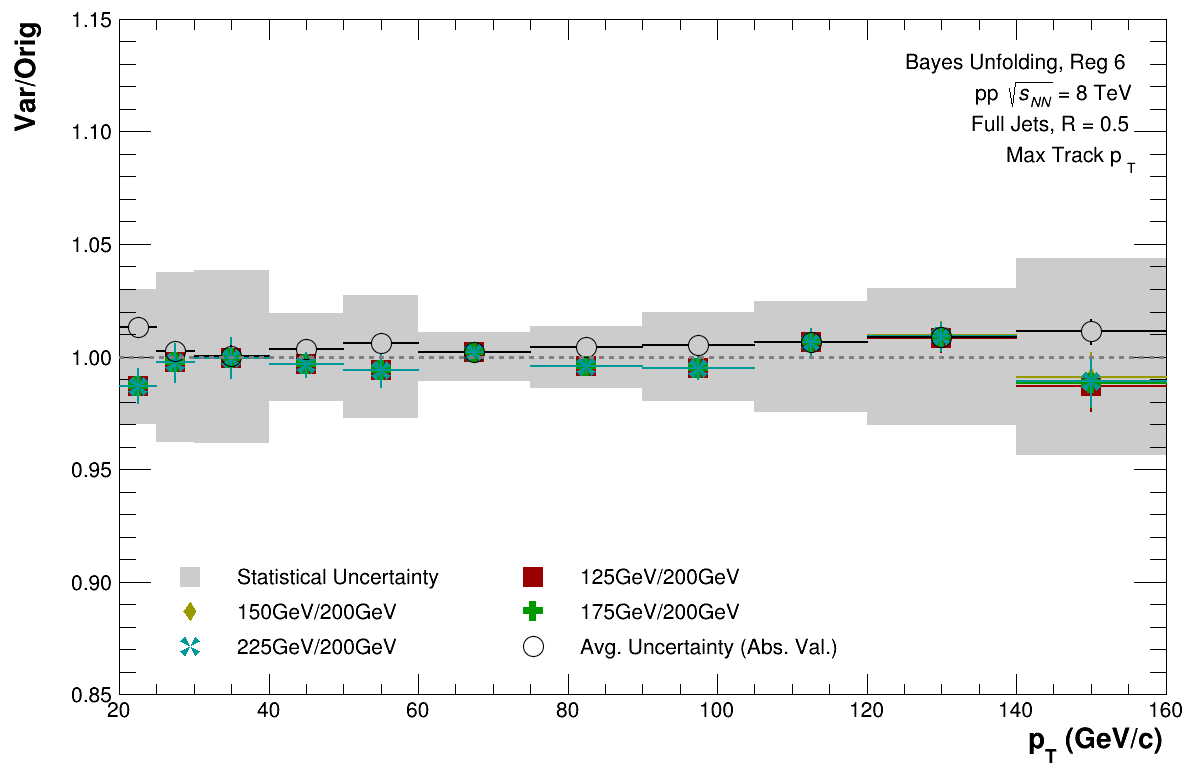 Var/Orig
1.15
1.10
1.05
1.00
0.95
0.90
0.85
Bayes Unfolding, Reg 6
pp √s_NN = 8 TeV
Full Jets, R = 0.5
Max Track p_T
Statistical Uncertainty
125GeV/200GeV
150GeV/200GeV
175GeV/200GeV
225GeV/200GeV
Avg. Uncertainty (Abs. Val.)
20 40 60 80 100 120 140 160
p_T (GeV/c)